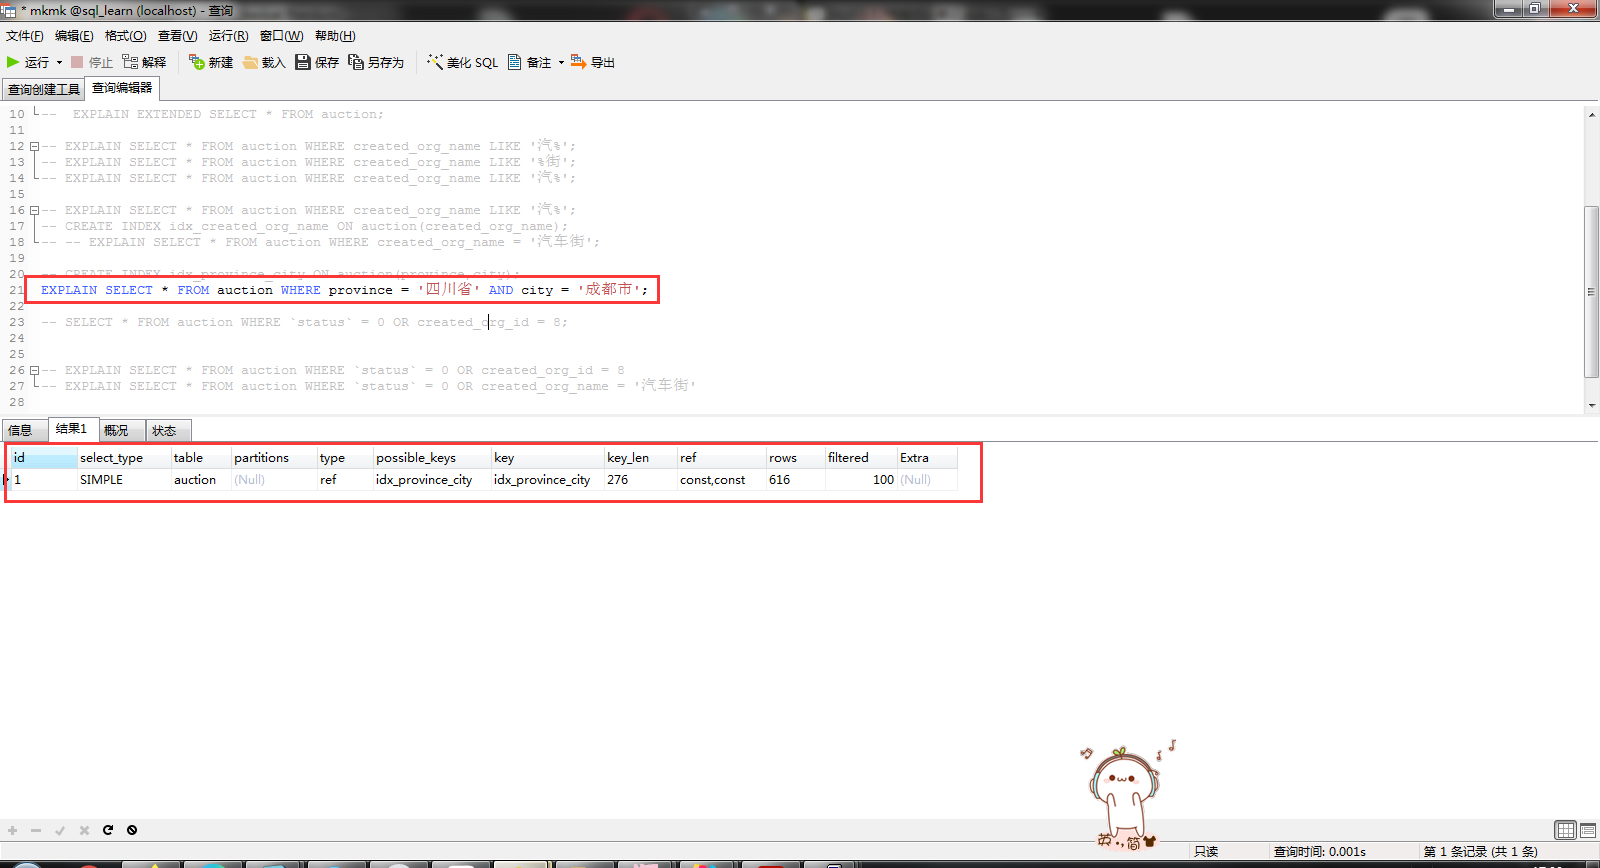 * mkmk @sql_learn (localhost) - 查询
文件(F) 编辑(E) 格式(O) 查看(V) 运行(R) 窗口(W) 帮助(H)
运行 停止 解释 新建 载入 保存 另存为 美化 SQL 备注 导出
查询创建工具 查询编辑器
10 --  EXPLAIN EXTENDED SELECT * FROM auction;
11
12 -- EXPLAIN SELECT * FROM auction WHERE created_org_name LIKE '汽%';
13 -- EXPLAIN SELECT * FROM auction WHERE created_org_name LIKE '%街';
14 -- EXPLAIN SELECT * FROM auction WHERE created_org_name LIKE '汽%';
15
16 -- EXPLAIN SELECT * FROM auction WHERE created_org_name LIKE '汽%';
17 -- CREATE INDEX idx_created_org_name ON auction(created_org_name);
18 -- -- EXPLAIN SELECT * FROM auction WHERE created_org_name = '汽车街';
19
20 -- CREATE INDEX idx_province_city ON auction(province,city);
21 EXPLAIN SELECT * FROM auction WHERE province = '四川省' AND city = '成都市';
22
23 -- SELECT * FROM auction WHERE `status` = 0 OR created_org_id = 8;
24
25
26 -- EXPLAIN SELECT * FROM auction WHERE `status` = 0 OR created_org_id = 8
27 -- EXPLAIN SELECT * FROM auction WHERE `status` = 0 OR created_org_name = '汽车街'
28
信息 结果1 概况 状态
id select_type table partitions type possible_keys key key_len ref rows filtered Extra
1 SIMPLE auction (Null) ref idx_province_city idx_province_city 276 const,const 616 100 (Null)
英 ., 简
只读 查询时间: 0.001s 第 1 条记录 (共 1 条)